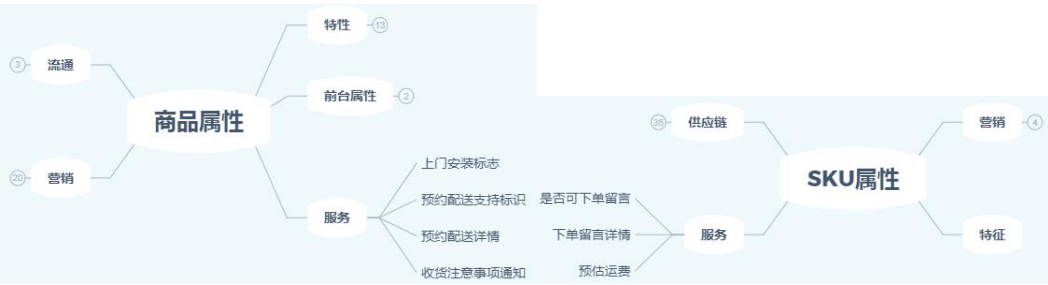 特性
13
3
流通
前台属性
2
商品属性
20
营销
服务
上门安装标志
预约配送支持标识
预约配送详情
收货注意事项通知
35
供应链
营销
4
SKU属性
是否可下单留言
下单留言详情
预估运费
服务
特征